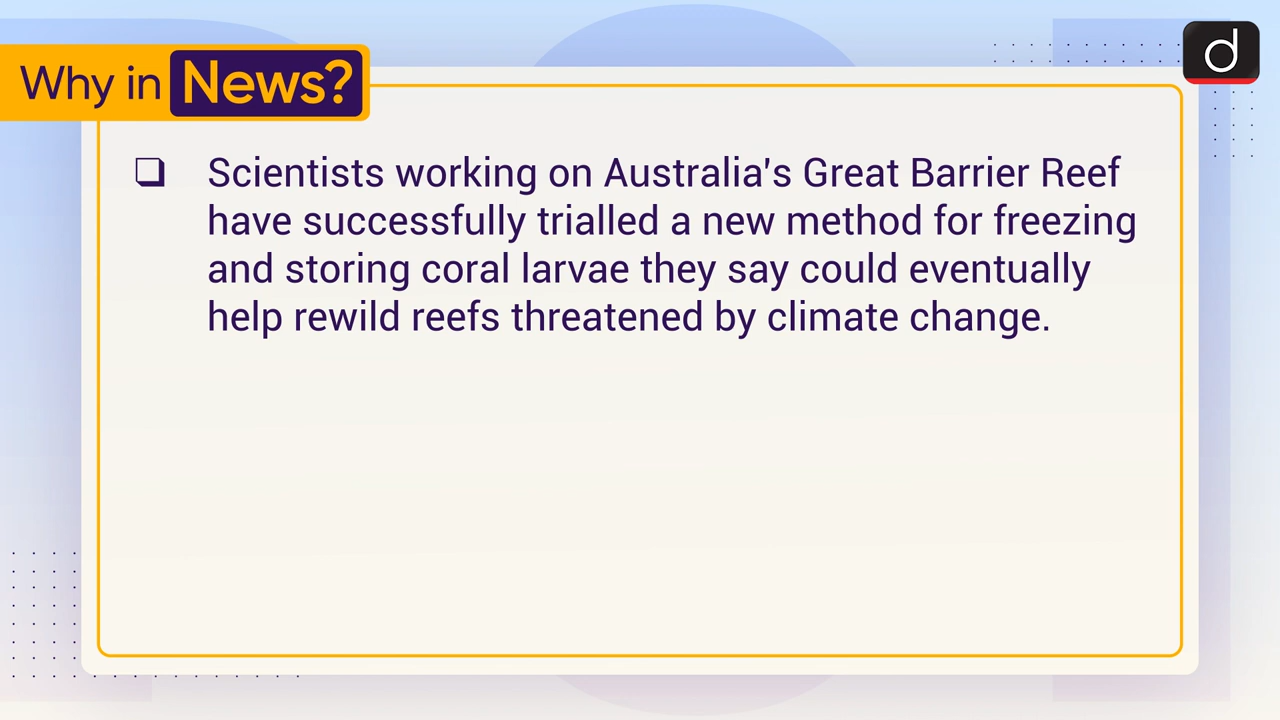 Why in News?
Scientists working on Australia's Great Barrier Reef
have successfully trialled a new method for freezing
and storing coral larvae they say could eventually
help rewild reefs threatened by climate change.
d